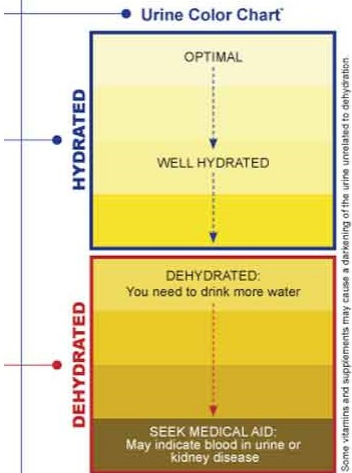 Urine Color Chart*
HYDRATED
OPTIMAL
WELL HYDRATED
DEHYDRATED
DEHYDRATED:
You need to drink more water
SEEK MEDICAL AID:
May indicate blood in urine or
kidney disease
Some vitamins and supplements may cause a darkening of the urine unrelated to dehydration.